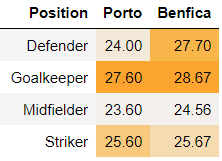 Position Porto Benfica
Defender 24.00 27.70
Goalkeeper 27.60 28.67
Midfielder 23.60 24.56
Striker 25.60 25.67